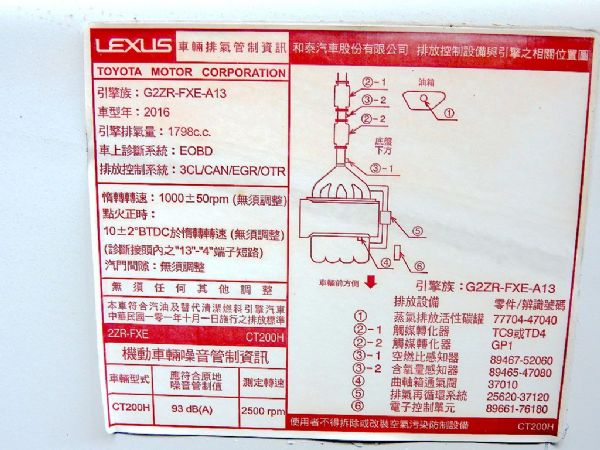 LEXUS 車輛排氣管制資訊
TOYOTA MOTOR CORPORATION
引擎族：G2ZR-FXE-A13
車型年：2016
引擎排氣量：1798c.c.
車上診斷系統：EOBD
排放控制系統：3CL/CAN/EGR/OTR
惰轉轉速：1000±50rpm (無須調整)
點火正時：
10±2°BTDC於惰轉轉速 (無須調整)
(診斷接頭內之"13"-"4"端子短路)
汽門間隙：無須調整
無須任何其他調整
本車符合汽油及替代清潔燃料引擎汽車
中華民國一○一年十月一日施行之排放標準
2ZR-FXE CT200H
機動車輛噪音管制資訊
車輛型式 應符合原地噪音管制值 測定轉速
CT200H 93 dB(A) 2500 rpm
和泰汽車股份有限公司 排放控制設備與引擎之相關位置圖
②-1
③-2
②-2
底盤
下方
③-1
油箱
①
⑤
④
⑥
車輛前方側
引擎族：G2ZR-FXE-A13
排放設備 零件/辨識號碼
① 蒸氣排放活性碳罐 77704-47040
②-1 觸媒轉化器 TC9或TD4
②-2 觸媒轉化器 GP1
③-1 空燃比感知器 89467-52060
③-2 含氧量感知器 89465-47080
④ 曲軸箱通氣閥 37010
⑤ 排氣再循環系統 25620-37120
⑥ 電子控制單元 89661-76180
使用者不得拆除或改裝空氣污染防制設備 CT200H